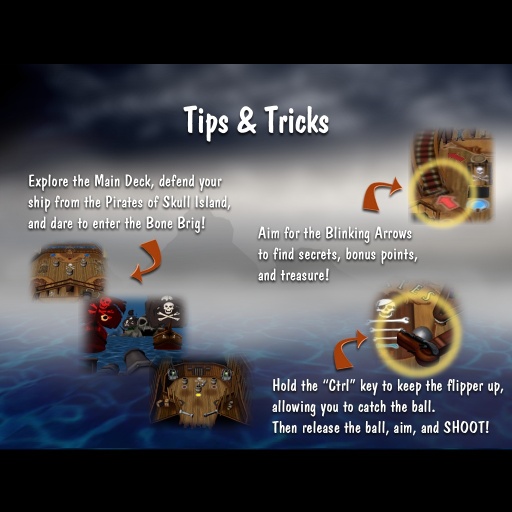 Tips & Tricks
Explore the Main Deck, defend your
ship from the Pirates of Skull Island,
and dare to enter the Bone Brig!
Aim for the Blinking Arrows
to find secrets, bonus points,
and treasure!
Hold the “Ctrl” key to keep the flipper up,
allowing you to catch the ball.
Then release the ball, aim, and SHOOT!